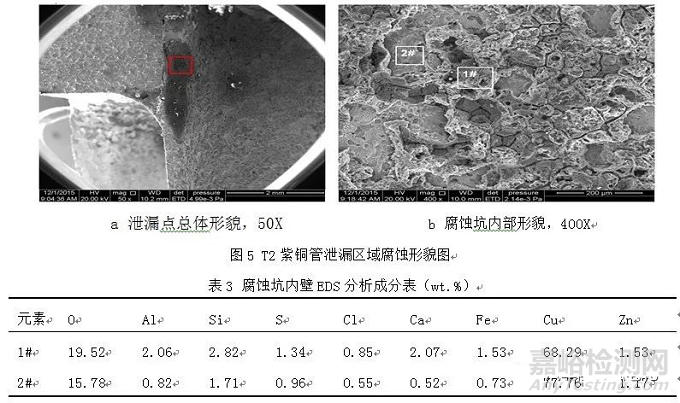 12/1/2015 HV mag WD det pressure
9:04:36 AM 20.00 kV 50 x 10.2 mm ETD 4.99e-3 Pa 2 mm
2#
1#
12/1/2015 HV mag WD det pressure
9:18:42 AM 20.00 kV 400 x 10.0 mm ETD 2.14e-3 Pa 200 μm
a 泄漏点总体形貌，50X
b 腐蚀坑内部形貌，400X
图5 T2 紫铜管泄漏区域腐蚀形貌图
表3 腐蚀坑内壁EDS分析成分表（wt.%）
元素 O Al Si S Cl Ca Fe Cu Zn
1# 19.52 2.06 2.82 1.34 0.85 2.07 1.53 68.29 1.53
2# 15.78 0.82 1.71 0.96 0.55 0.52 0.73 77.76 1.17
嘉峪检测网
AnyTesting.com